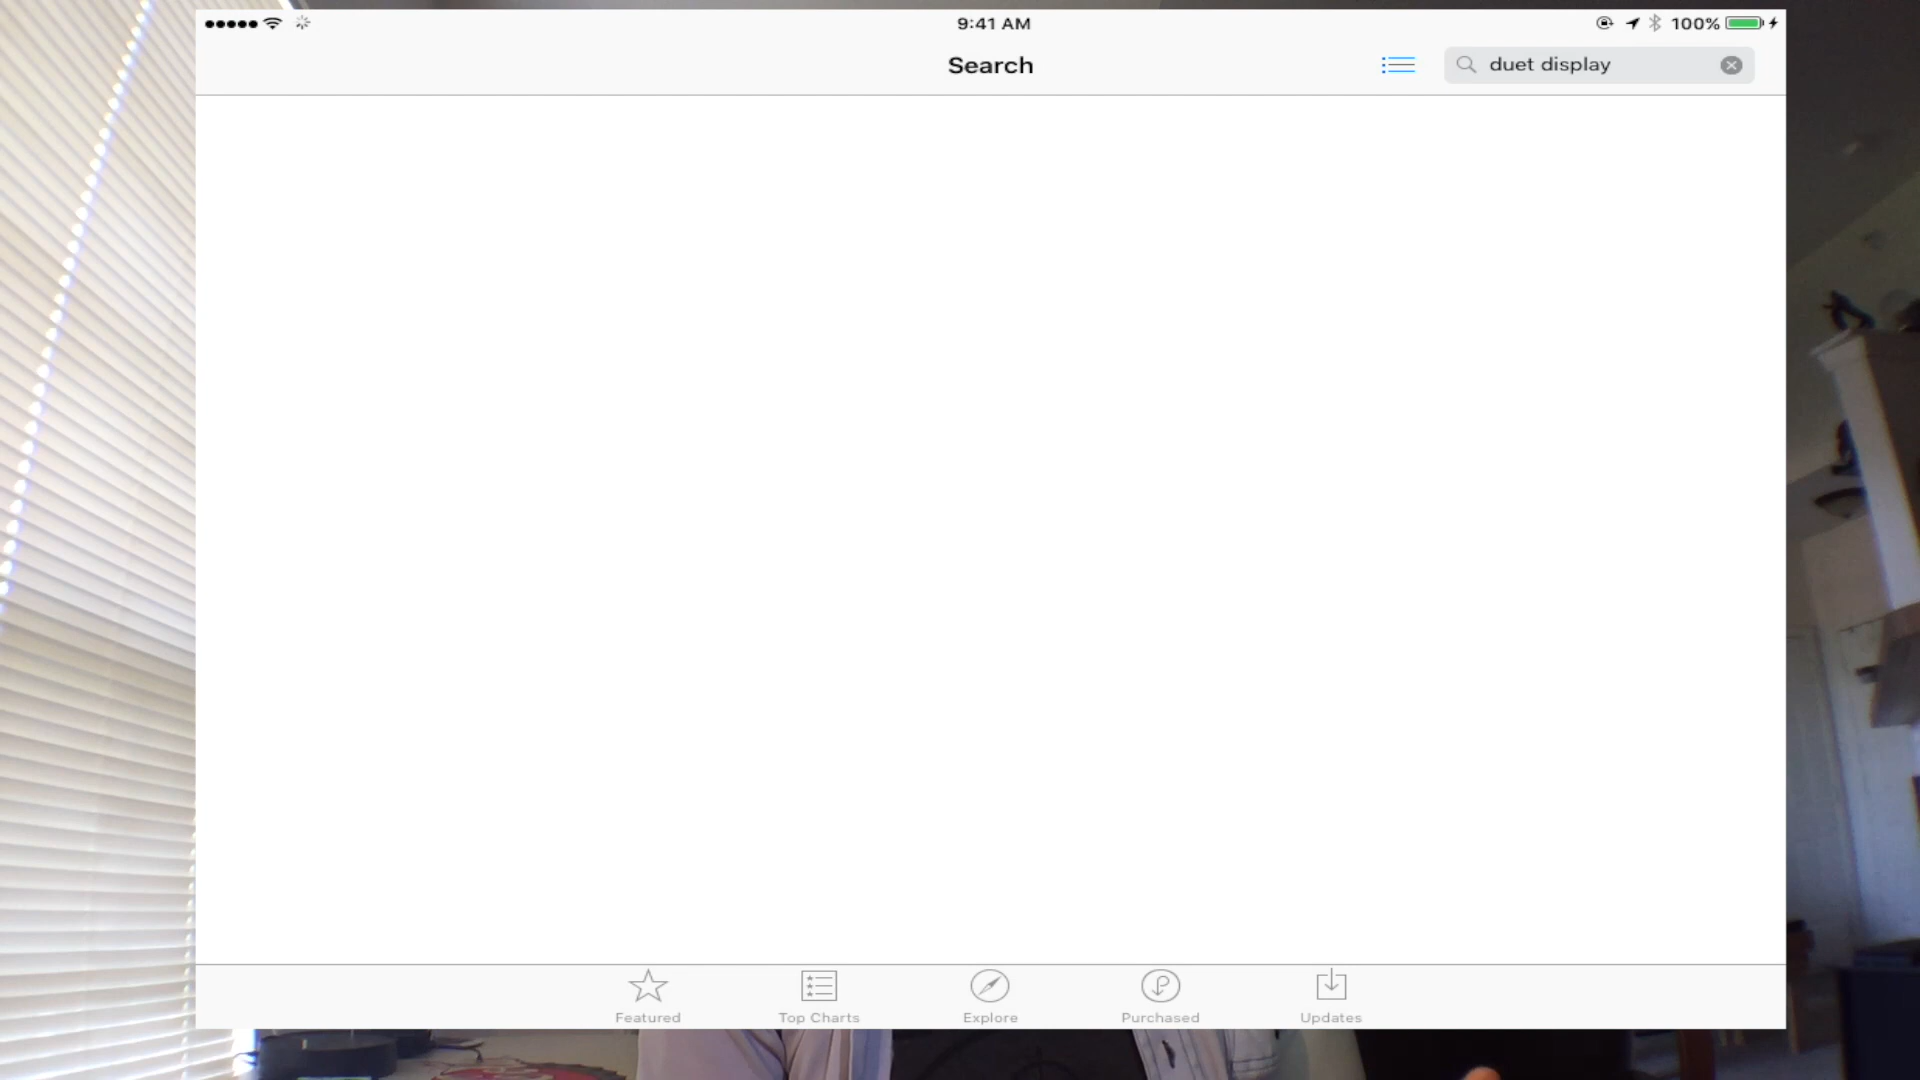 9:41 AM
100%
Search
duet display
Featured
Top Charts
Explore
Purchased
Updates